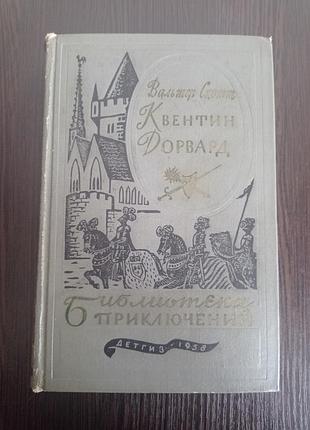 Вальтер Скотт
Квентин
Дорвард
Библиотека
приключений
Детгиз - 1958